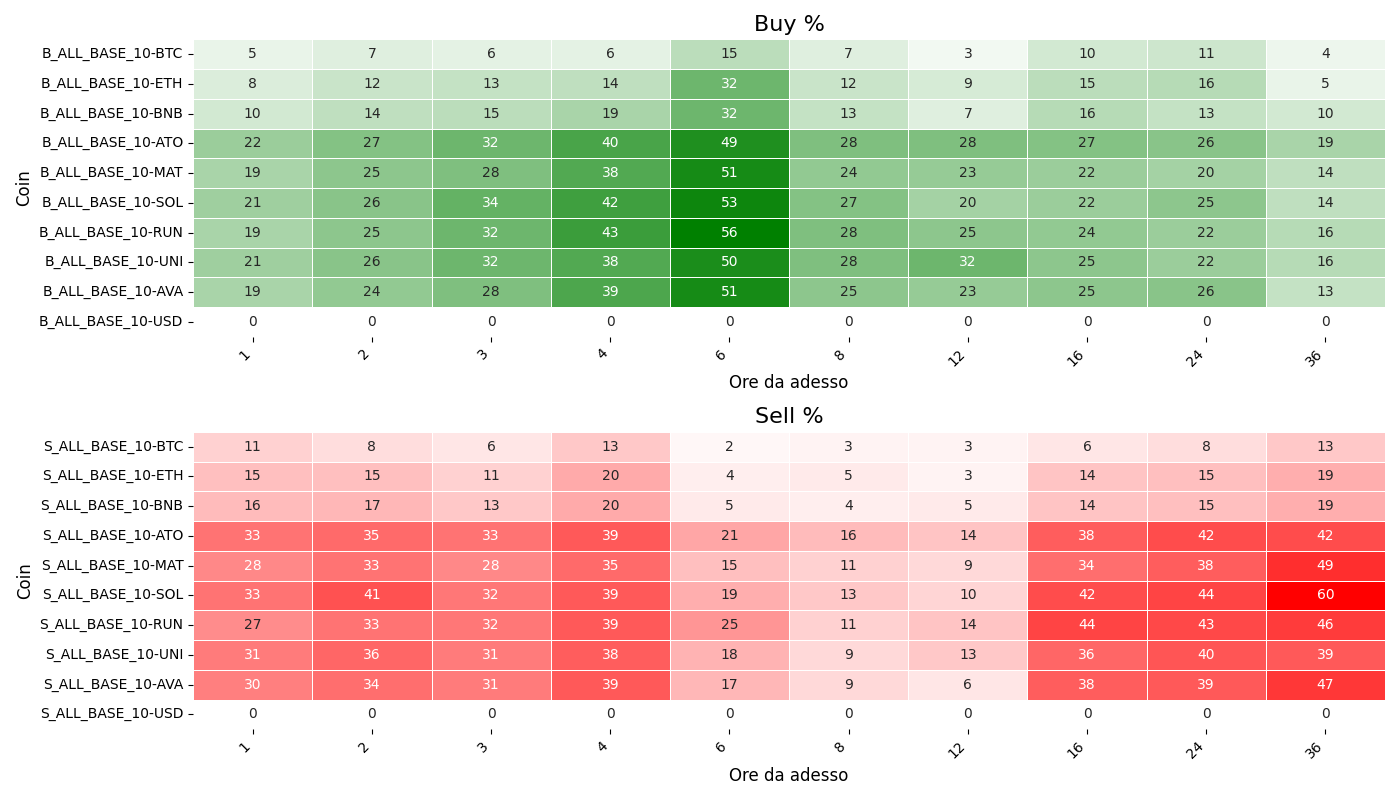 Buy %
Coin
B_ALL_BASE_10-BTC 5 7 6 6 15 7 3 10 11 4
B_ALL_BASE_10-ETH 8 12 13 14 32 12 9 15 16 5
B_ALL_BASE_10-BNB 10 14 15 19 32 13 7 16 13 10
B_ALL_BASE_10-ATO 22 27 32 40 49 28 28 27 26 19
B_ALL_BASE_10-MAT 19 25 28 38 51 24 23 22 20 14
B_ALL_BASE_10-SOL 21 26 34 42 53 27 20 22 25 14
B_ALL_BASE_10-RUN 19 25 32 43 56 28 25 24 22 16
B_ALL_BASE_10-UNI 21 26 32 38 50 28 32 25 22 16
B_ALL_BASE_10-AVA 19 24 28 39 51 25 23 25 26 13
B_ALL_BASE_10-USD 0 0 0 0 0 0 0 0 0 0
1 2 3 4 6 8 12 16 24 36
Ore da adesso
Sell %
Coin
S_ALL_BASE_10-BTC 11 8 6 13 2 3 3 6 8 13
S_ALL_BASE_10-ETH 15 15 11 20 4 5 3 14 15 19
S_ALL_BASE_10-BNB 16 17 13 20 5 4 5 14 15 19
S_ALL_BASE_10-ATO 33 35 33 39 21 16 14 38 42 42
S_ALL_BASE_10-MAT 28 33 28 35 15 11 9 34 38 49
S_ALL_BASE_10-SOL 33 41 32 39 19 13 10 42 44 60
S_ALL_BASE_10-RUN 27 33 32 39 25 11 14 44 43 46
S_ALL_BASE_10-UNI 31 36 31 38 18 9 13 36 40 39
S_ALL_BASE_10-AVA 30 34 31 39 17 9 6 38 39 47
S_ALL_BASE_10-USD 0 0 0 0 0 0 0 0 0 0
1 2 3 4 6 8 12 16 24 36
Ore da adesso